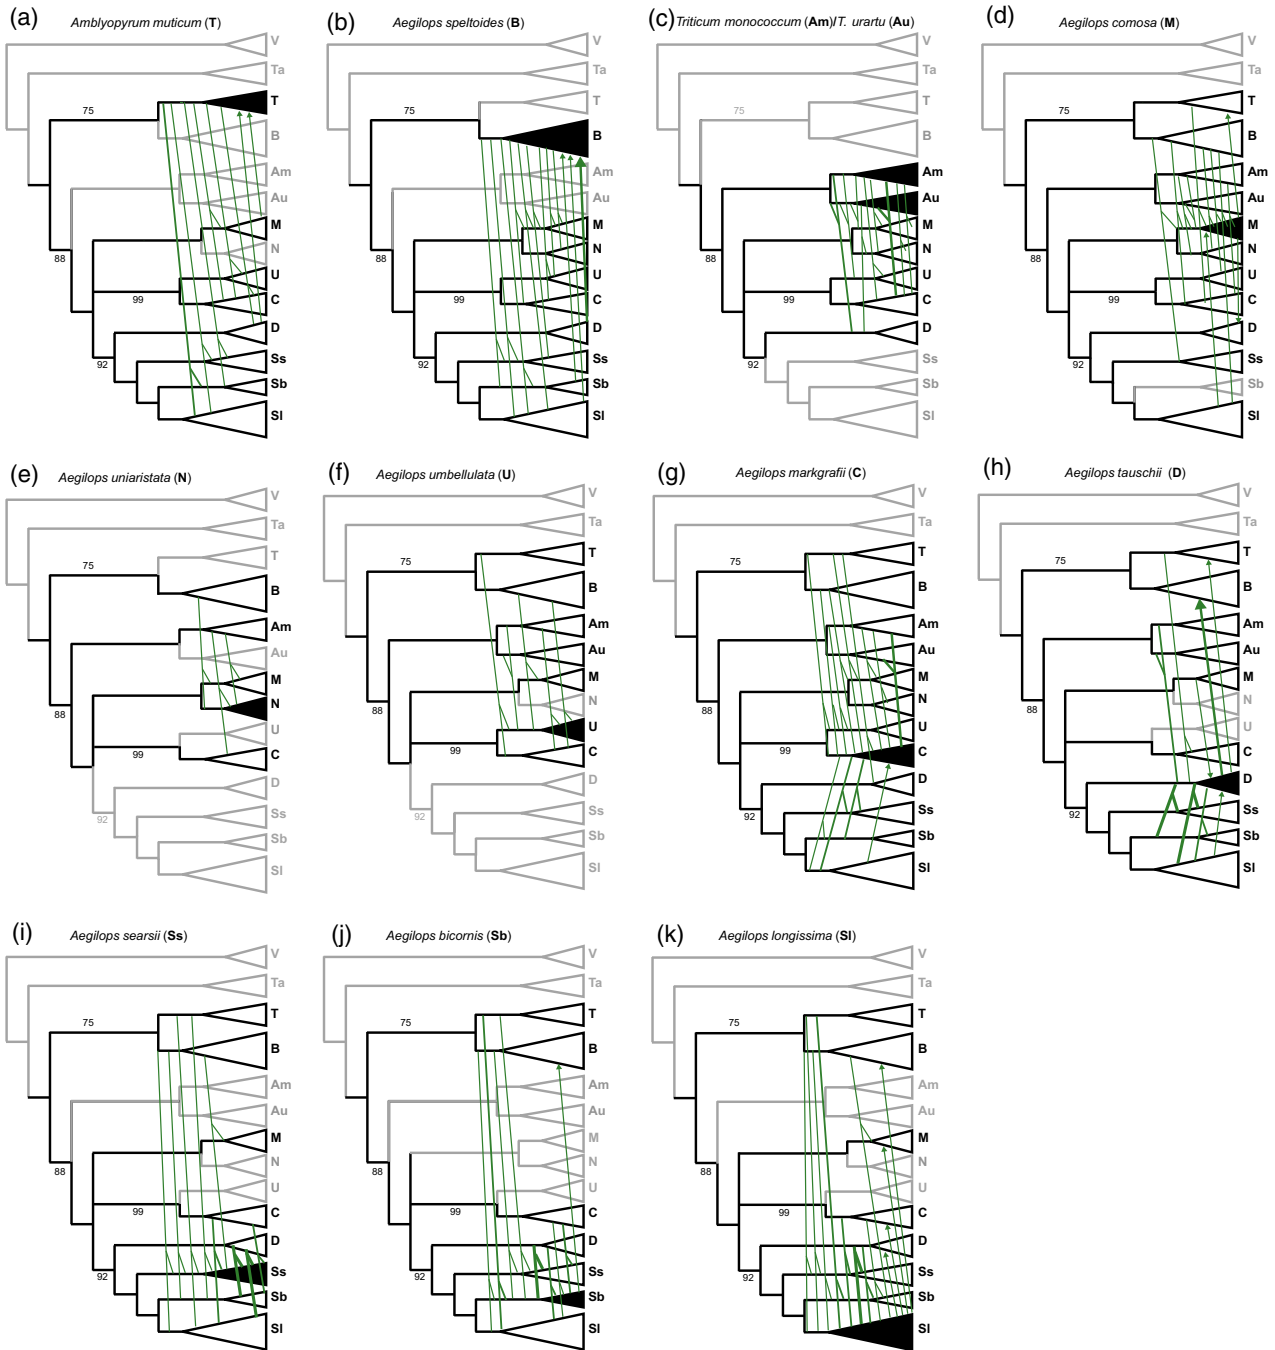 (a) Amblyopyrum muticum (T)
V
Ta
75
T
B
Am
Au
M
88
N
U
99
C
D
92
Ss
Sb
Sl
(b) Aegilops speltoides (B)
V
Ta
75
T
B
Am
Au
M
88
N
U
99
C
D
92
Ss
Sb
Sl
(c) Triticum monococcum (Am)/T. urartu (Au)
V
Ta
75
T
B
Am
Au
M
88
N
U
99
C
D
92
Ss
Sb
Sl
(d) Aegilops comosa (M)
V
Ta
75
T
B
Am
Au
M
88
N
U
99
C
D
92
Ss
Sb
Sl
(e) Aegilops uniaristata (N)
V
Ta
75
T
B
Am
Au
M
88
N
U
99
C
D
92
Ss
Sb
Sl
(f) Aegilops umbellulata (U)
V
Ta
75
T
B
Am
Au
M
88
N
U
99
C
D
92
Ss
Sb
Sl
(g) Aegilops markgrafii (C)
V
Ta
75
T
B
Am
Au
M
88
N
U
99
C
D
92
Ss
Sb
Sl
(h) Aegilops tauschii (D)
V
Ta
75
T
B
Am
Au
M
88
N
U
99
C
D
92
Ss
Sb
Sl
(i) Aegilops searsii (Ss)
V
Ta
75
T
B
Am
Au
M
88
N
U
99
C
D
92
Ss
Sb
Sl
(j) Aegilops bicornis (Sb)
V
Ta
75
T
B
Am
Au
M
88
N
U
99
C
D
92
Ss
Sb
Sl
(k) Aegilops longissima (Sl)
V
Ta
75
T
B
Am
Au
M
88
N
U
99
C
D
92
Ss
Sb
Sl